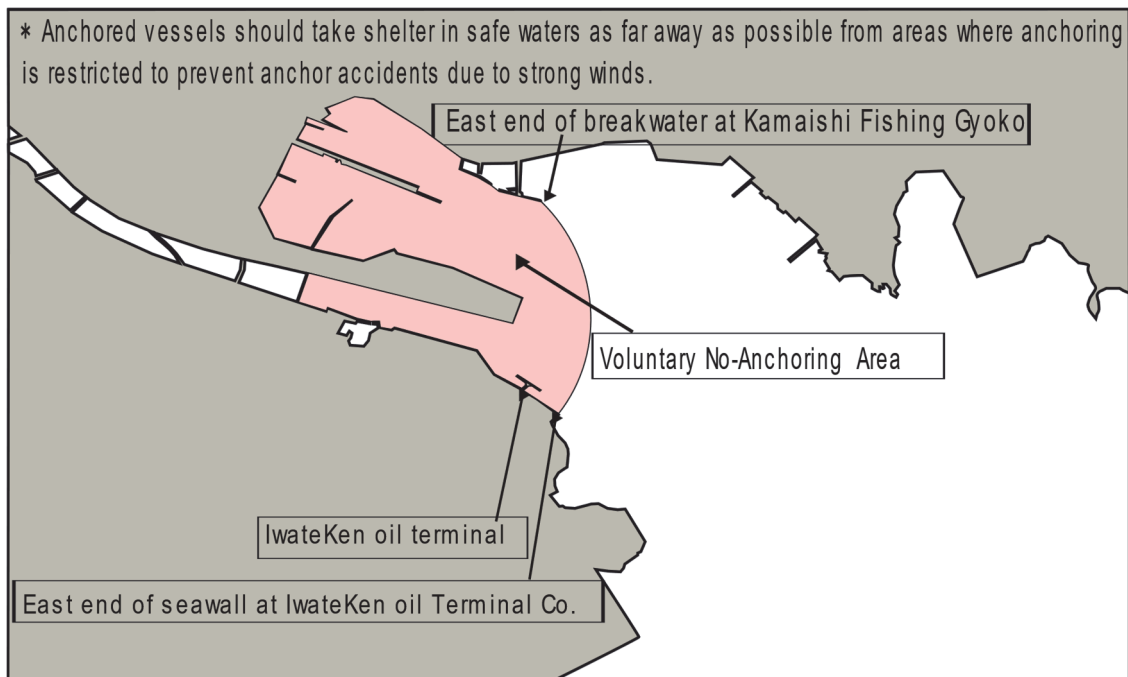 * Anchored vessels should take shelter in safe waters as far away as possible from areas where anchoring
is restricted to prevent anchor accidents due to strong winds.
East end of breakwater at Kamaishi Fishing Gyoko
Voluntary No-Anchoring Area
IwateKen oil terminal
East end of seawall at IwateKen oil Terminal Co.